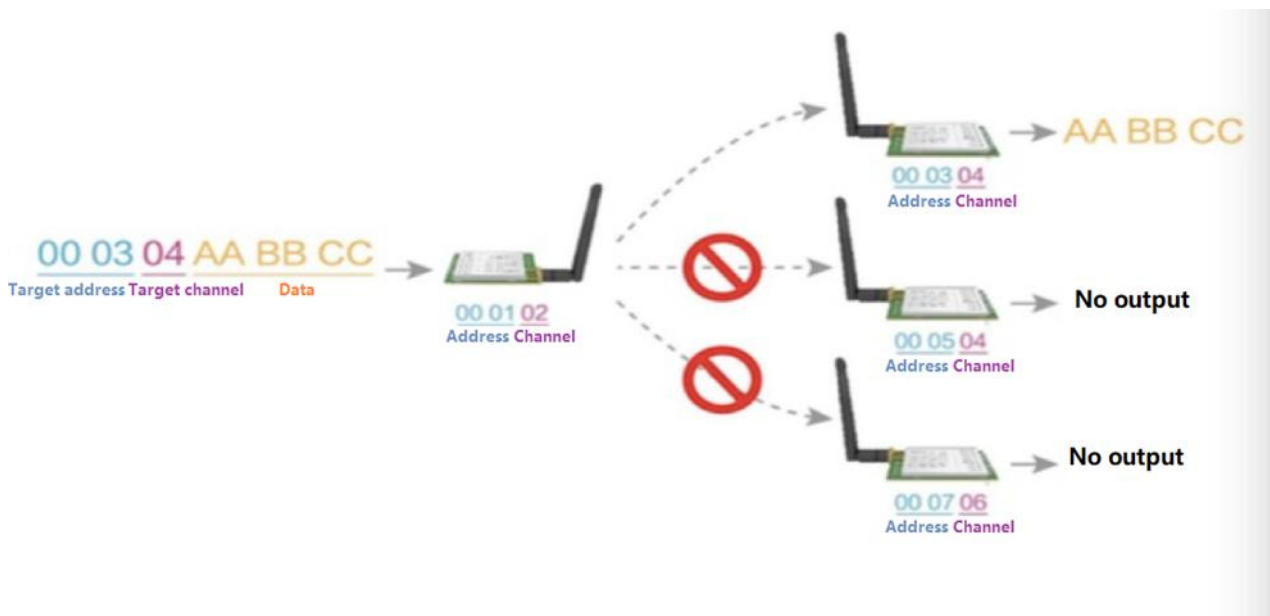 00 03 04 AA BB CC
Target address Target channel Data
00 01 02
Address Channel
AA BB CC
00 03 04
Address Channel
No output
00 05 04
Address Channel
No output
00 07 06
Address Channel